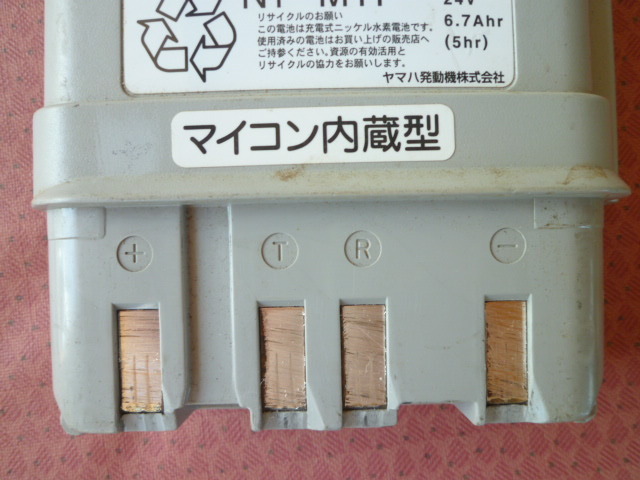 24V
リサイクルのお願い
この電池は充電式ニッケル水素電池です。
使用済みの電池はお買い上げの販売店へ
ご持参ください。資源の有効活用と
リサイクルの協力をお願いします。
6.7Ahr
(5hr)
ヤマハ発動機株式会社
マイコン内蔵型
+ T R -